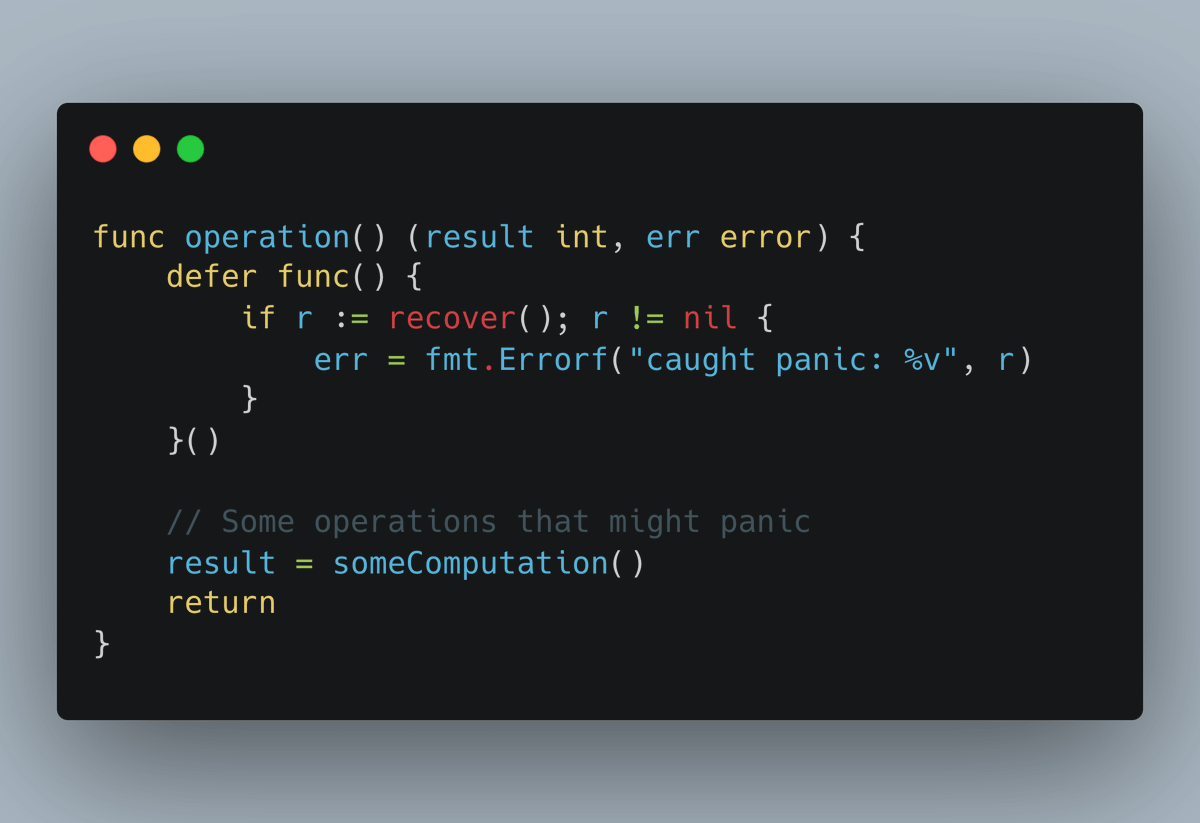 func operation() (result int, err error) {
    defer func() {
        if r := recover(); r != nil {
            err = fmt.Errorf("caught panic: %v", r)
        }
    }()

    // Some operations that might panic
    result = someComputation()
    return
}